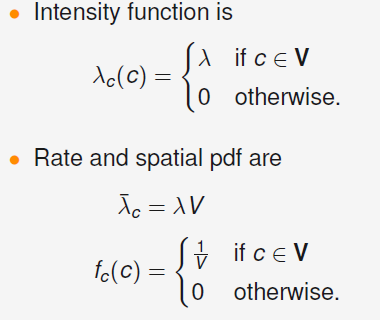 • Intensity function is
λ_c(c) = { λ if c ∈ V
0 otherwise.
• Rate and spatial pdf are
λ̄_c = λV
f_c(c) = { 1/V if c ∈ V
0 otherwise.